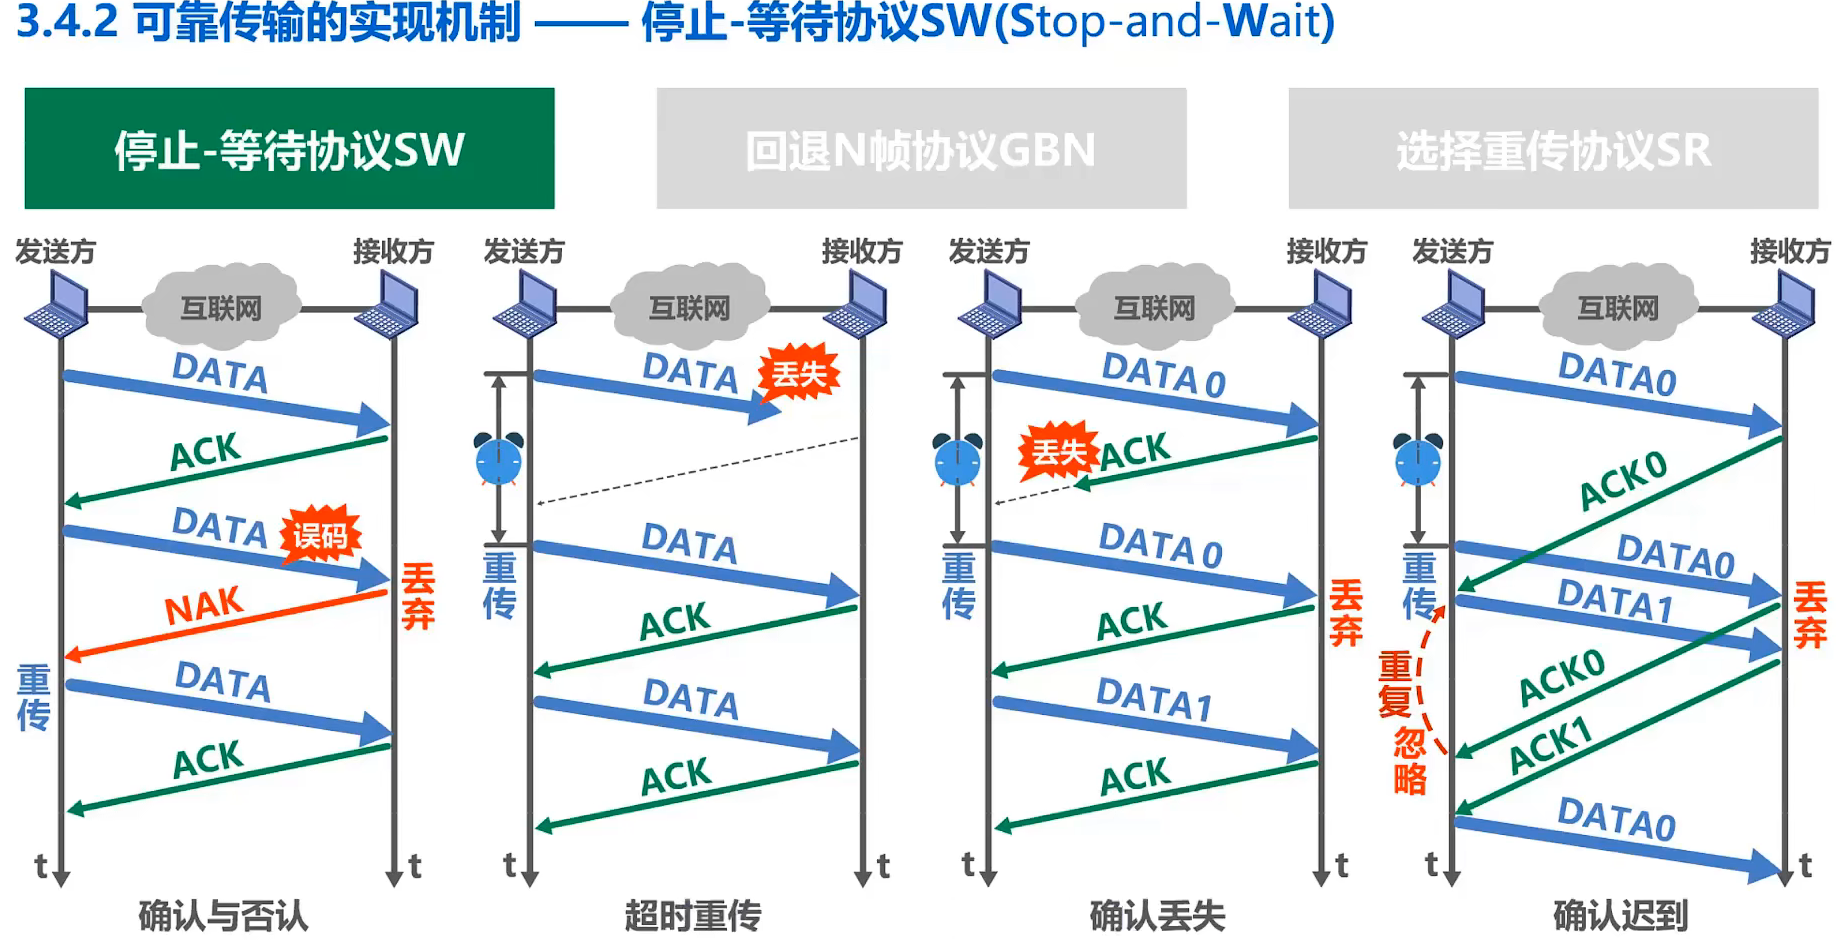 3.4.2 可靠传输的实现机制 —— 停止-等待协议SW(Stop-and-Wait)
停止-等待协议SW
回退N帧协议GBN
选择重传协议SR
发送方
接收方
互联网
DATA
ACK
DATA
误码
丢弃
NAK
重传
DATA
ACK
t
t
确认与否认
发送方
接收方
互联网
DATA
丢失
重传
DATA
ACK
DATA
ACK
t
t
超时重传
发送方
接收方
互联网
DATA 0
丢失
ACK
重传
DATA 0
丢弃
ACK
DATA1
ACK
t
t
确认丢失
发送方
接收方
互联网
DATA0
ACK0
重传
DATA0
DATA1
丢弃
重复
忽略
ACK0
ACK1
DATA0
t
t
确认迟到